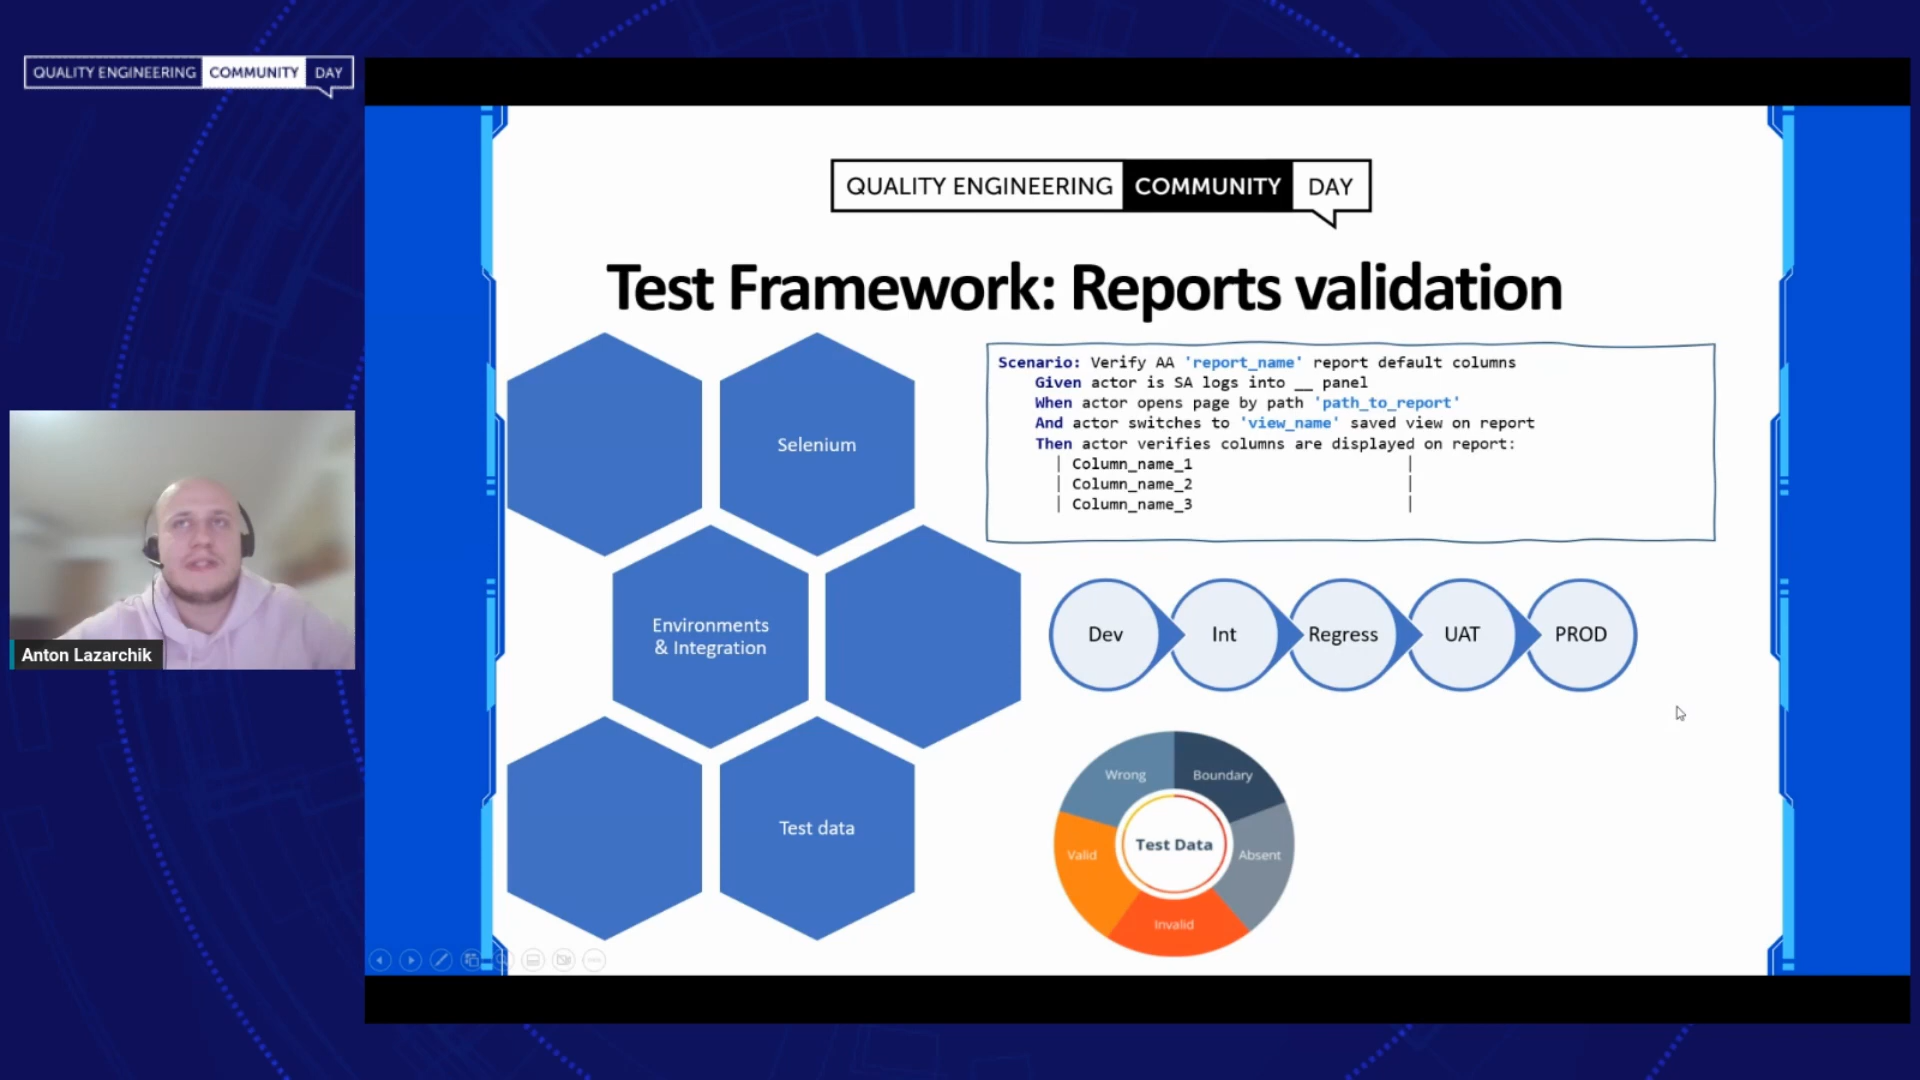 QUALITY ENGINEERING COMMUNITY DAY
QUALITY ENGINEERING COMMUNITY DAY
Test Framework: Reports validation
Selenium
Environments
& Integration
Test data
Scenario: Verify AA 'report_name' report default columns
Given actor is SA logs into __ panel
When actor opens page by path 'path_to_report'
And actor switches to 'view_name' saved view on report
Then actor verifies columns are displayed on report:
| Column_name_1 |
| Column_name_2 |
| Column_name_3 |
Dev
Int
Regress
UAT
PROD
Wrong
Boundary
Valid
Test Data
Absent
Invalid
Anton Lazarchik